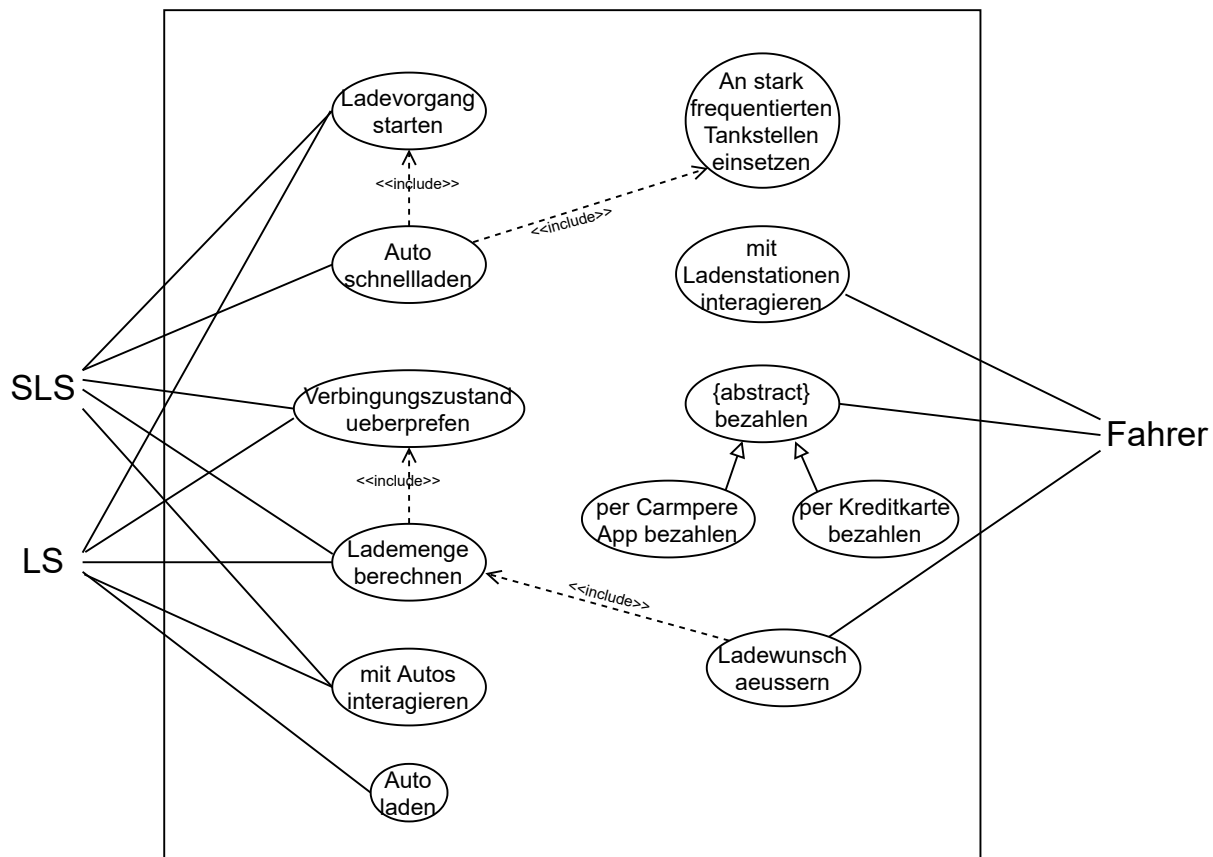 Ladevorgang
starten
An stark
frequentierten
Tankstellen
einsetzen
<<include>>
<<include>>
Auto
schnellladen
mit
Ladenstationen
interagieren
SLS
Verbingungszustand
ueberprefen
{abstract}
bezahlen
Fahrer
<<include>>
per Carmpere
App bezahlen
per Kreditkarte
bezahlen
LS
Lademenge
berechnen
<<include>>
Ladewunsch
aeussern
mit Autos
interagieren
Auto
laden